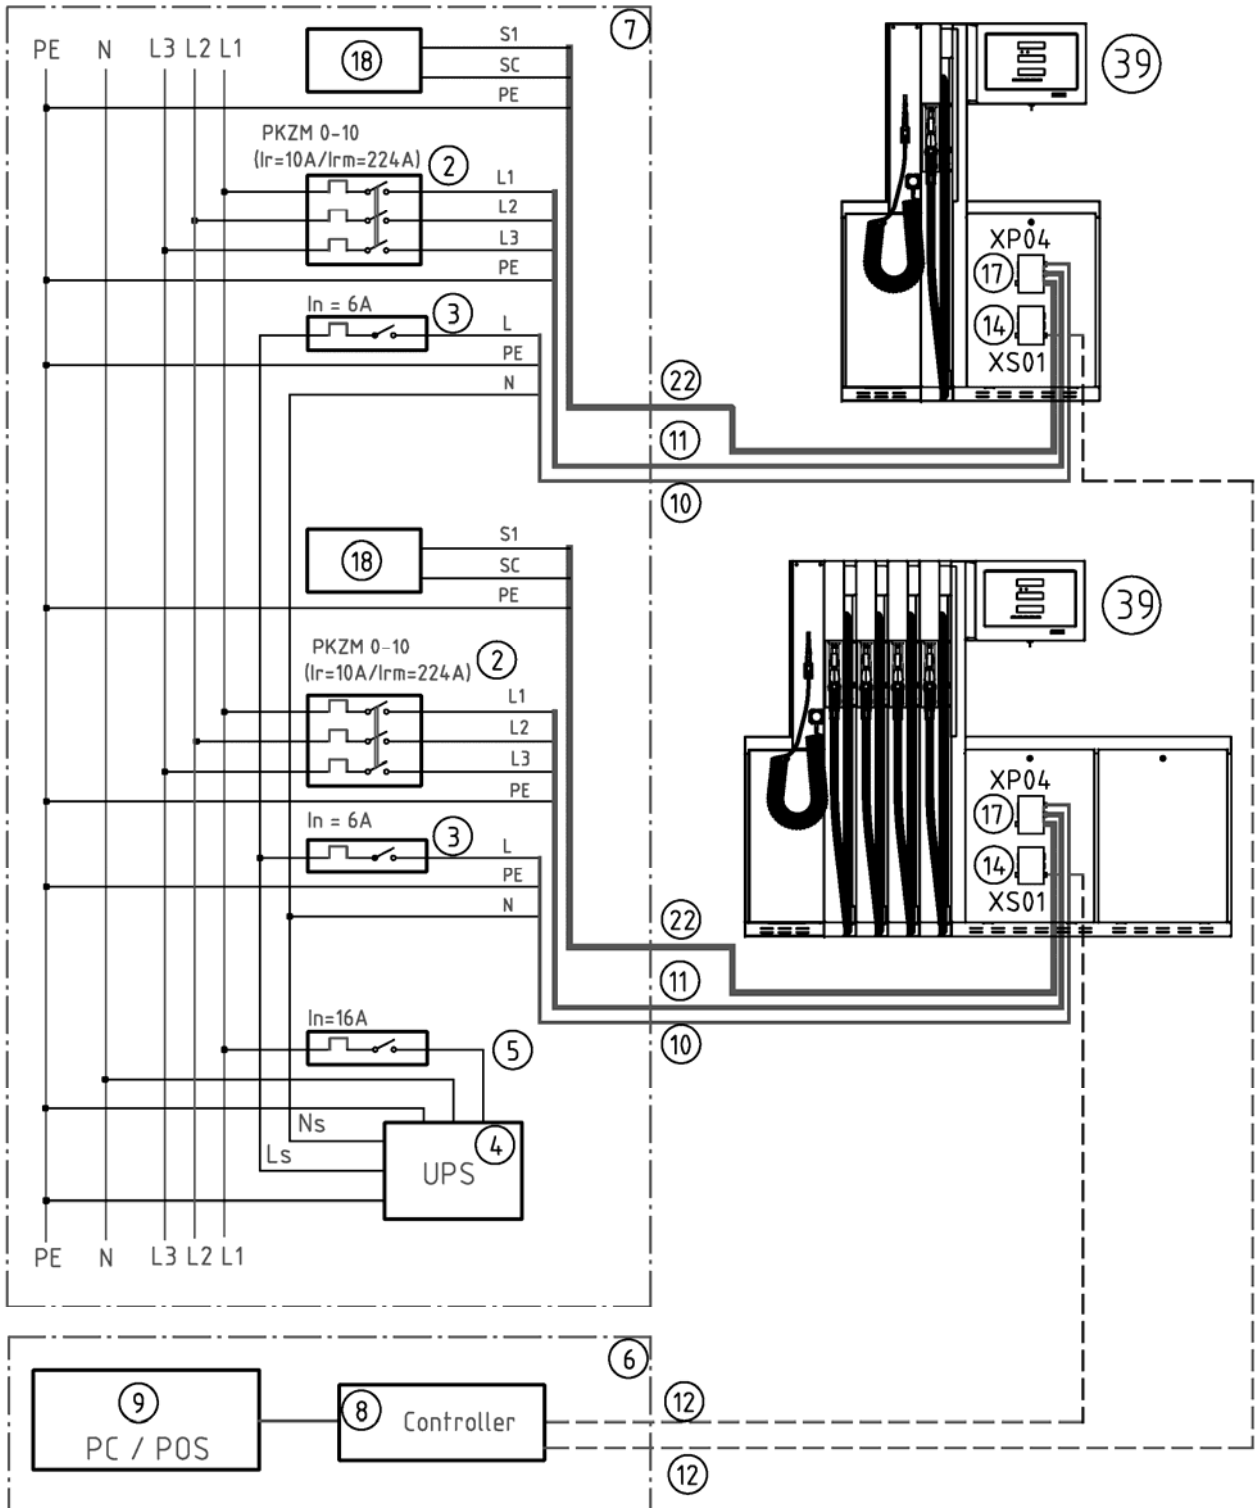 7
PE N L3 L2 L1
18
S1
SC
PE
39
PKZM 0-10
(Ir=10A/Irm=224A)
2
L1
L2
L3
PE
XP04
17
14
XS01
In = 6A
3
L
PE
N
22
11
10
18
S1
SC
PE
39
PKZM 0-10
(Ir=10A/Irm=224A)
2
L1
L2
L3
PE
XP04
17
14
XS01
In = 6A
3
L
PE
N
22
11
10
In=16A
5
Ns
Ls
4
UPS
PE N L3 L2 L1
6
9
PC / POS
8
Controller
12
12